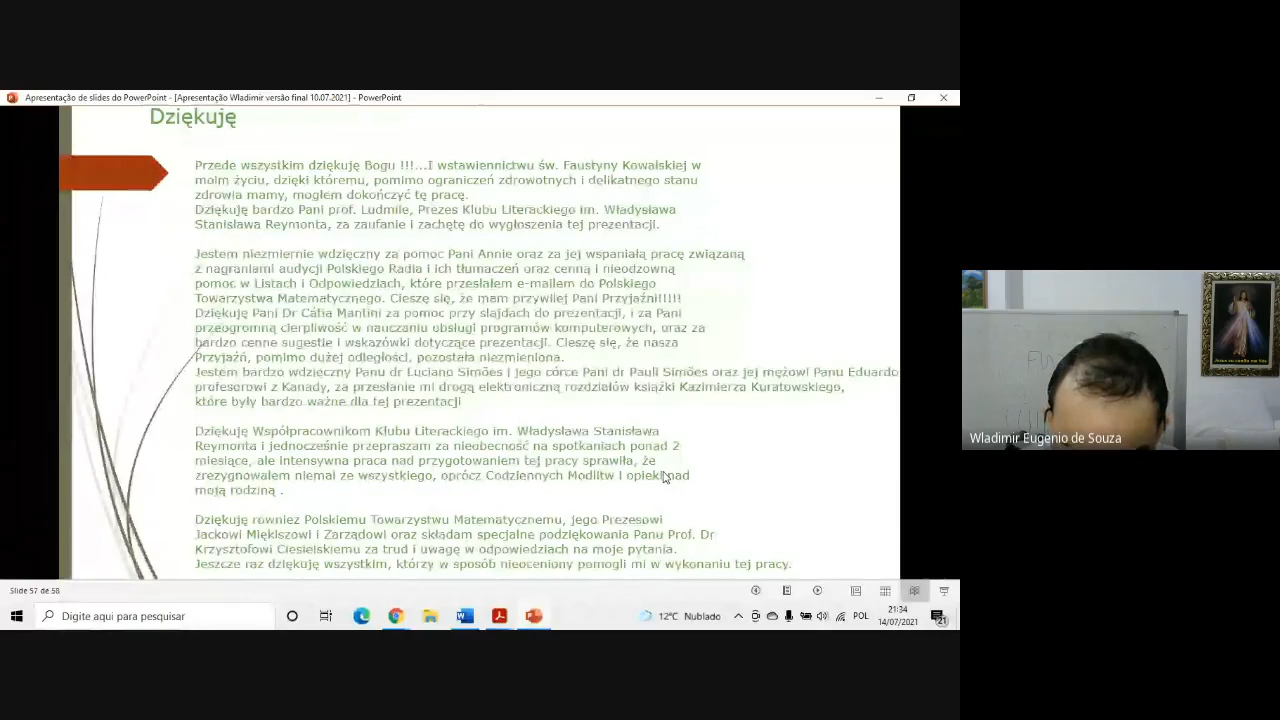 Apresentação de slides do PowerPoint - [Apresentação Wladimir versão final 10.07.2021] - PowerPoint
Dziękuję
Przede wszystkim dziękuję Bogu !!!...I wstawiennictwu św. Faustyny Kowalskiej w
moim życiu, dzięki któremu, pomimo ograniczeń zdrowotnych i delikatnego stanu
zdrowia mamy, mogłem dokończyć tę pracę.
Dziękuję bardzo Pani prof. Ludmile, Prezes Klubu Literackiego im. Władysława
Stanisława Reymonta, za zaufanie i zachętę do wygłoszenia tej prezentacji.
Jestem niezmiernie wdzięczny za pomoc Pani Annie oraz za jej wspaniałą pracę związaną
z nagraniami audycji Polskiego Radia i ich tłumaczeń oraz cenną i nieodzowną
pomoc w Listach i Odpowiedziach, które przesłałem e-mailem do Polskiego
Towarzystwa Matematycznego. Cieszę się, że mam przywilej Pani Przyjaźni!!!!!!
Dziękuję Pani Dr Cátia Mantini za pomoc przy slajdach do prezentacji, i za Pani
przeogromną cierpliwość w nauczaniu obsługi programów komputerowych, oraz za
bardzo cenne sugestie i wskazówki dotyczące prezentacji. Cieszę się, że nasza
Przyjaźń, pomimo dużej odległości, pozostała niezmieniona.
Jestem bardzo wdzięczny Panu dr Luciano Simões i jego córce Pani dr Pauli Simões oraz jej mężowi Panu Eduardo
profesorowi z Kanady, za przesłanie mi drogą elektroniczną rozdziałów książki Kazimierza Kuratowskiego,
które były bardzo ważne dla tej prezentacji
Dziękuję Współpracownikom Klubu Literackiego im. Władysława Stanisława
Reymonta i jednocześnie przepraszam za nieobecność na spotkaniach ponad 2
miesiące, ale intensywna praca nad przygotowaniem tej pracy sprawiła, że
zrezygnowałem niemal ze wszystkiego, oprócz Codziennych Modlitw i opieki nad
moją rodziną .
Dziękuję również Polskiemu Towarzystwu Matematycznemu, jego Prezesowi
Jackowi Miękiszowi i Zarządowi oraz składam specjalne podziękowania Panu Prof. Dr
Krzysztofowi Ciesielskiemu za trud i uwagę w odpowiedziach na moje pytania.
Jeszcze raz dziękuję wszystkim, którzy w sposób nieoceniony pomogli mi w wykonaniu tej pracy.
Slide 57 de 58
Digite aqui para pesquisar
12°C Nublado
POL
21:34
14/07/2021
21
Wladimir Eugenio de Souza